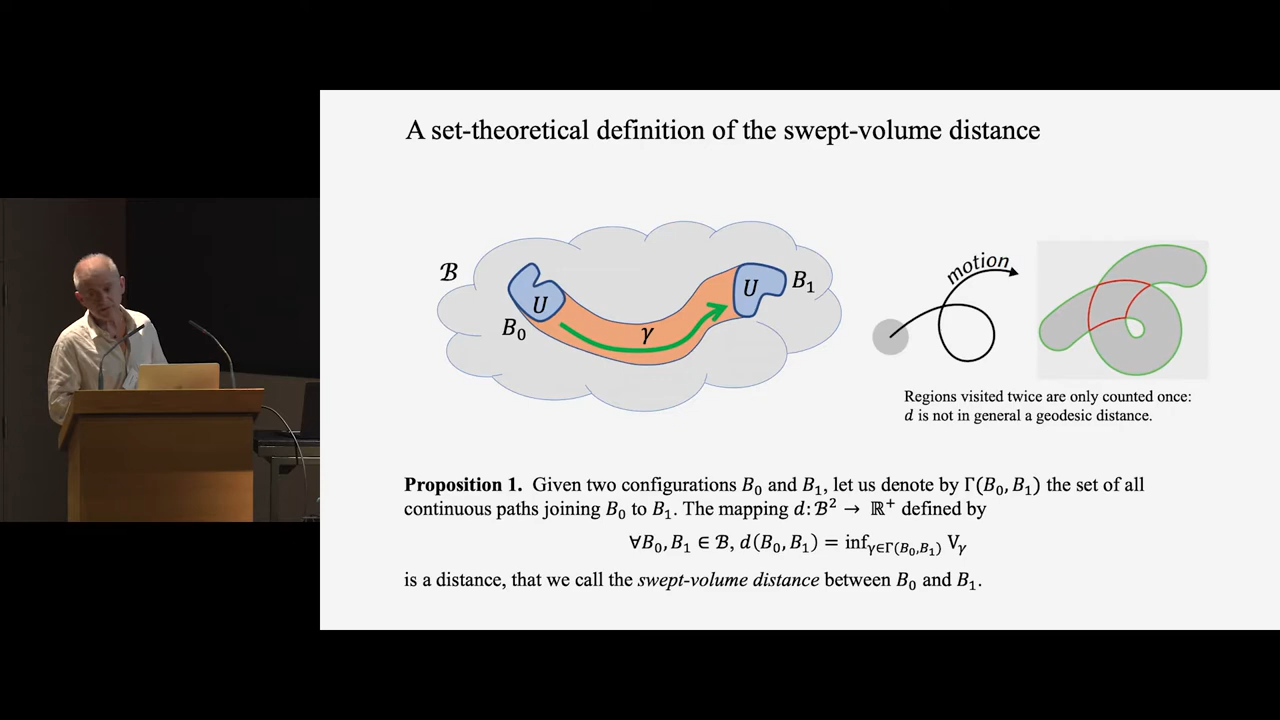 A set-theoretical definition of the swept-volume distance
ℬ
U
B₀
γ
U
B₁
motion
Regions visited twice are only counted once:
d is not in general a geodesic distance.
Proposition 1. Given two configurations B₀ and B₁, let us denote by Γ(B₀, B₁) the set of all
continuous paths joining B₀ to B₁. The mapping d: ℬ² → ℝ⁺ defined by
∀B₀, B₁ ∈ ℬ, d(B₀, B₁) = inf_{γ∈Γ(B₀,B₁)} V_γ
is a distance, that we call the swept-volume distance between B₀ and B₁.